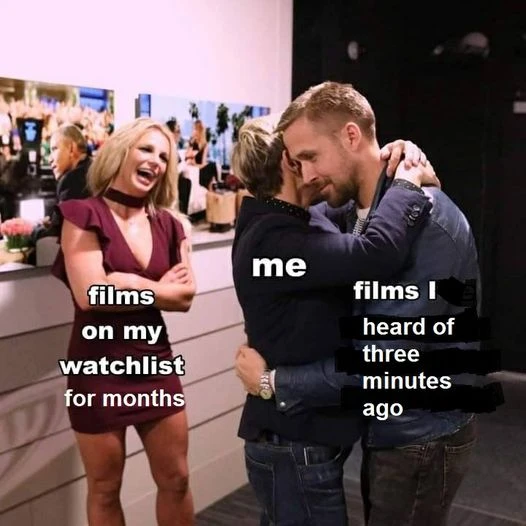 films
on my
watchlist
for months
me
films I
heard of
three
minutes
ago